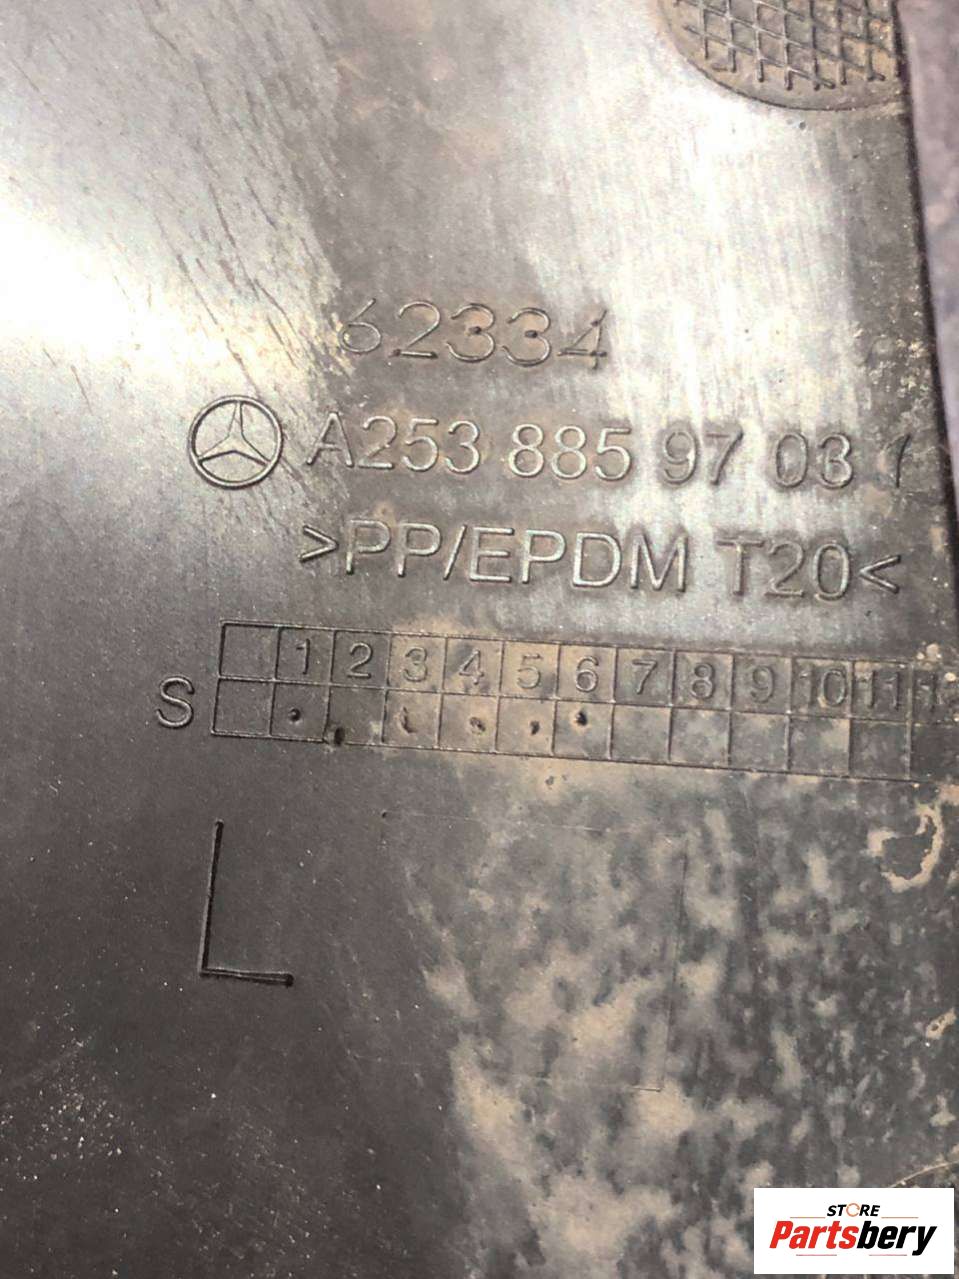 62334
A253 885 97 03
>PP/EPDM T20<
1 2 3 4 5 6 7 8 9 10 11
S
L
STORE
Partsbery